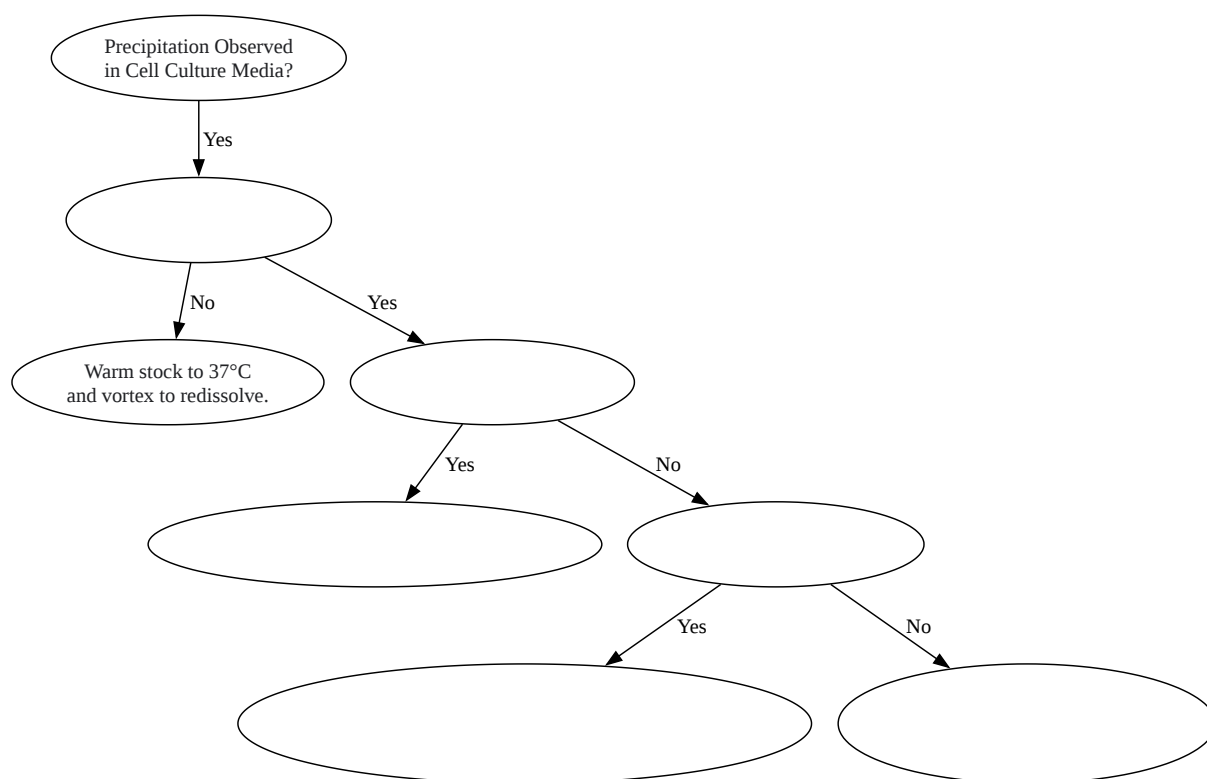 Precipitation Observed
in Cell Culture Media?
Yes
No
Yes
Warm stock to 37°C
and vortex to redissolve.
Yes
No
Yes
No